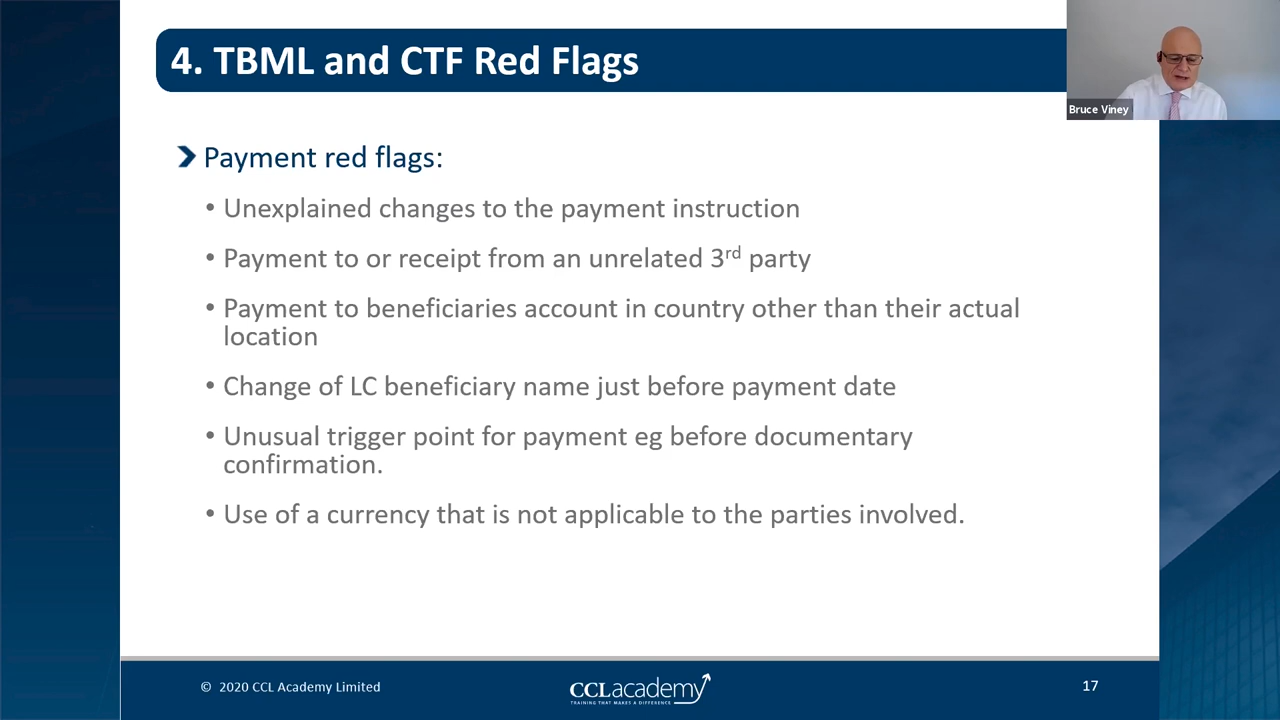 4. TBML and CTF Red Flags
Bruce Viney
Payment red flags:
• Unexplained changes to the payment instruction
• Payment to or receipt from an unrelated 3rd party
• Payment to beneficiaries account in country other than their actual
location
• Change of LC beneficiary name just before payment date
• Unusual trigger point for payment eg before documentary
confirmation.
• Use of a currency that is not applicable to the parties involved.
© 2020 CCL Academy Limited
CCLacademy
TRAINING THAT MAKES A DIFFERENCE
17